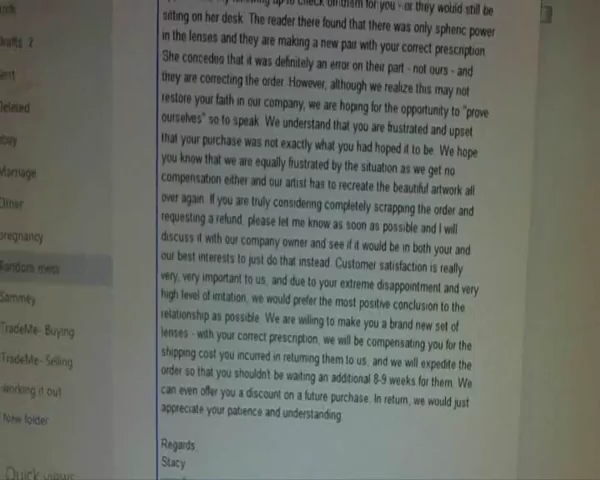 up to check on them for you - or they would still be
sitting on her desk. The reader there found that there was only spheric power
in the lenses and they are making a new pair with your correct prescription.
She concedes that it was definitely an error on their part - not ours - and
they are correcting the order. However, although we realize this may not
restore your faith in our company, we are hoping for the opportunity to "prove
ourselves" so to speak. We understand that you are frustrated and upset
that your purchase was not exactly what you had hoped it to be. We hope
you know that we are equally frustrated by the situation as we get no
compensation either and our artist has to recreate the beautiful artwork all
over again. If you are truly considering completely scrapping the order and
requesting a refund, please let me know as soon as possible and I will
discuss it with our company owner and see if it would be in both your and
our best interests to just do that instead. Customer satisfaction is really
very, very important to us, and due to your extreme disappointment and very
high level of irritation, we would prefer the most positive conclusion to the
relationship as possible. We are willing to make you a brand new set of
lenses - with your correct prescription, we will be compensating you for the
shipping cost you incurred in returning them to us, and we will expedite the
order so that you shouldn't be waiting an additional 8-9 weeks for them. We
can even offer you a discount on a future purchase. In return, we would just
appreciate your patience and understanding.
Regards,
Stacy
drafts 2
Sent
Deleted
ebay
Marriage
Other
pregnancy
Random mess
Sammey
TradeMe- Buying
TradeMe- Selling
working it out
New folder
Quick views